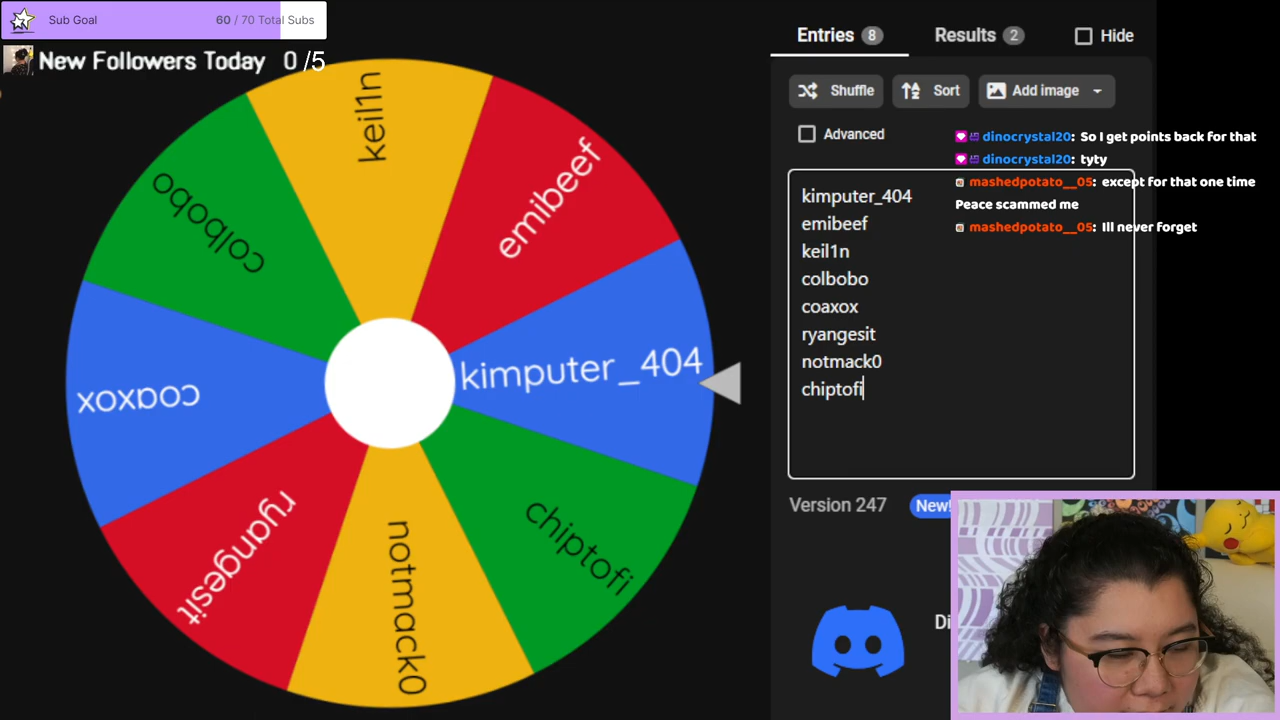 Sub Goal
60 / 70 Total Subs
New Followers Today 0 /5
keil1n
emibeef
kimputer_404
chiptofi
notmack0
ryangesit
coaxox
colbobo
Entries 8
Results 2
Hide
Shuffle
Sort
Add image
Advanced
kimputer_404
emibeef
keil1n
colbobo
coaxox
ryangesit
notmack0
chiptofi
dinocrystal20: So I get points back for that
dinocrystal20: tyty
mashedpotato__05: except for that one time
Peace scammed me
mashedpotato__05: Ill never forget
Version 247
New!
Di